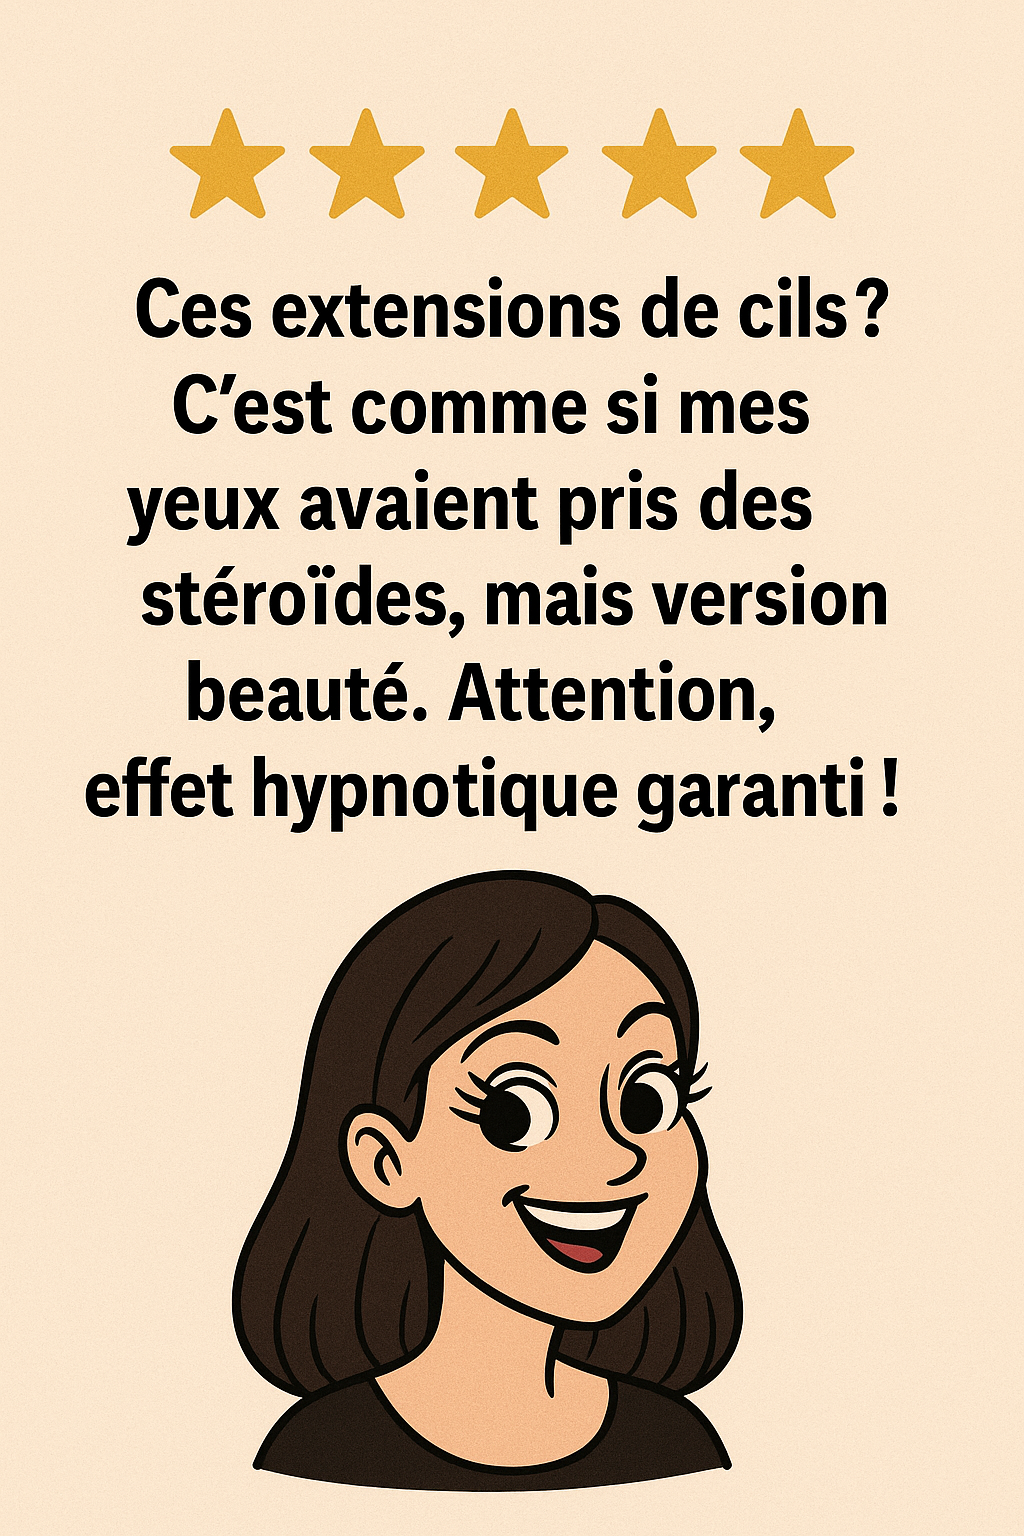 Ces extensions de cils ?
C’est comme si mes
yeux avaient pris des
stéroïdes, mais version
beauté. Attention,
effet hypnotique garanti !